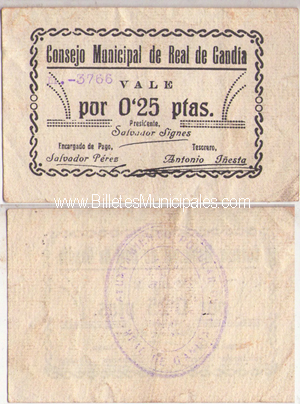 Consejo Municipal de Real de Gandía
-3766
VALE
por 0'25 ptas.
Presidente,
Salvador Signes
Encargado de Pago, Tesorero,
Salvador Pérez Antonio Iñesta
www.BilletesMunicipales.com